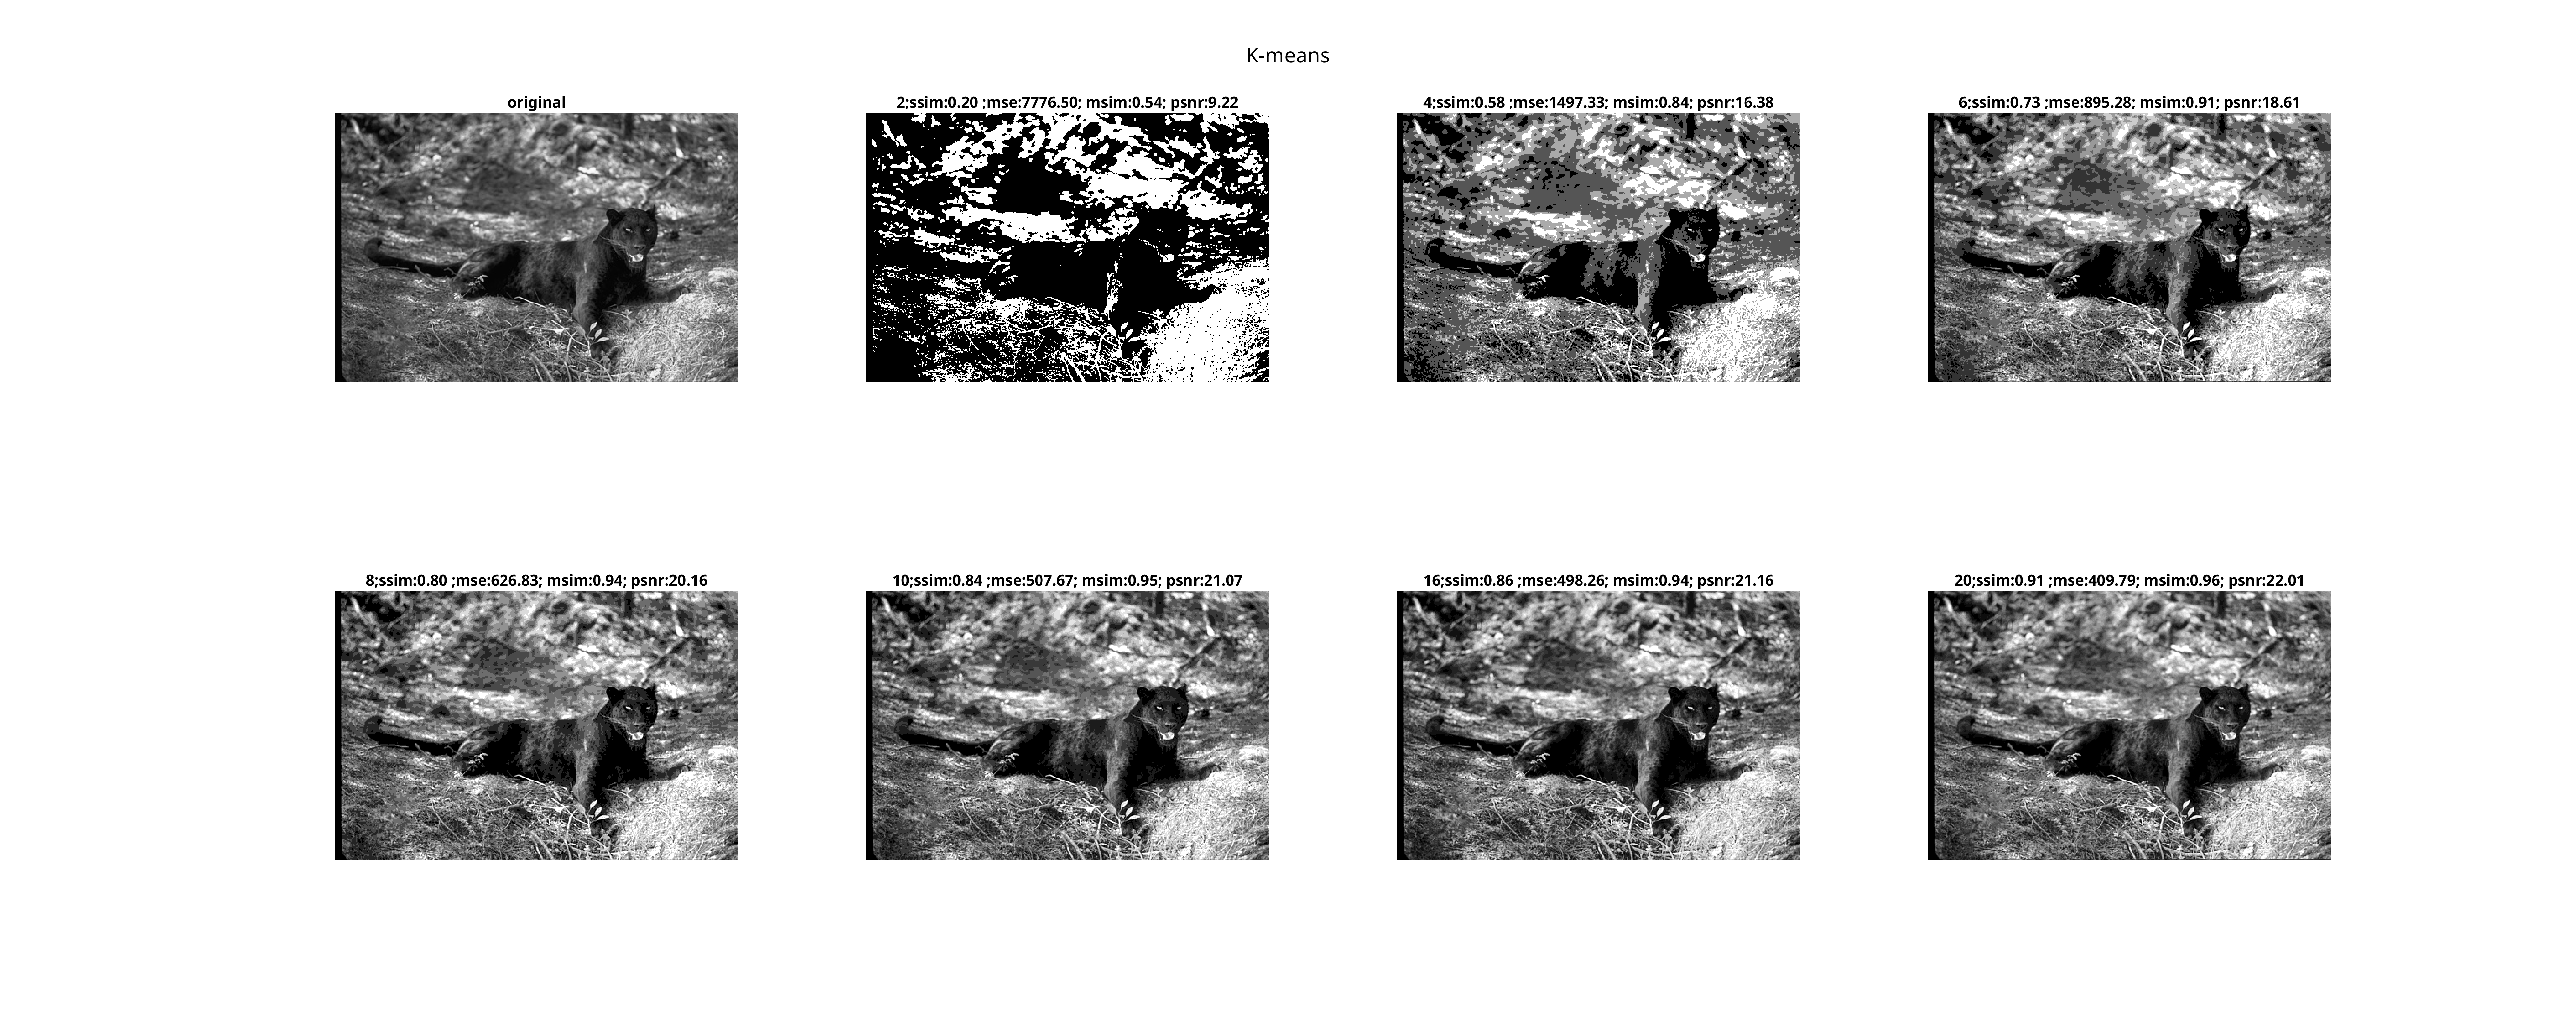 K-means
original
2;ssim:0.20 ;mse:7776.50; msim:0.54; psnr:9.22
4;ssim:0.58 ;mse:1497.33; msim:0.84; psnr:16.38
6;ssim:0.73 ;mse:895.28; msim:0.91; psnr:18.61
8;ssim:0.80 ;mse:626.83; msim:0.94; psnr:20.16
10;ssim:0.84 ;mse:507.67; msim:0.95; psnr:21.07
16;ssim:0.86 ;mse:498.26; msim:0.94; psnr:21.16
20;ssim:0.91 ;mse:409.79; msim:0.96; psnr:22.01